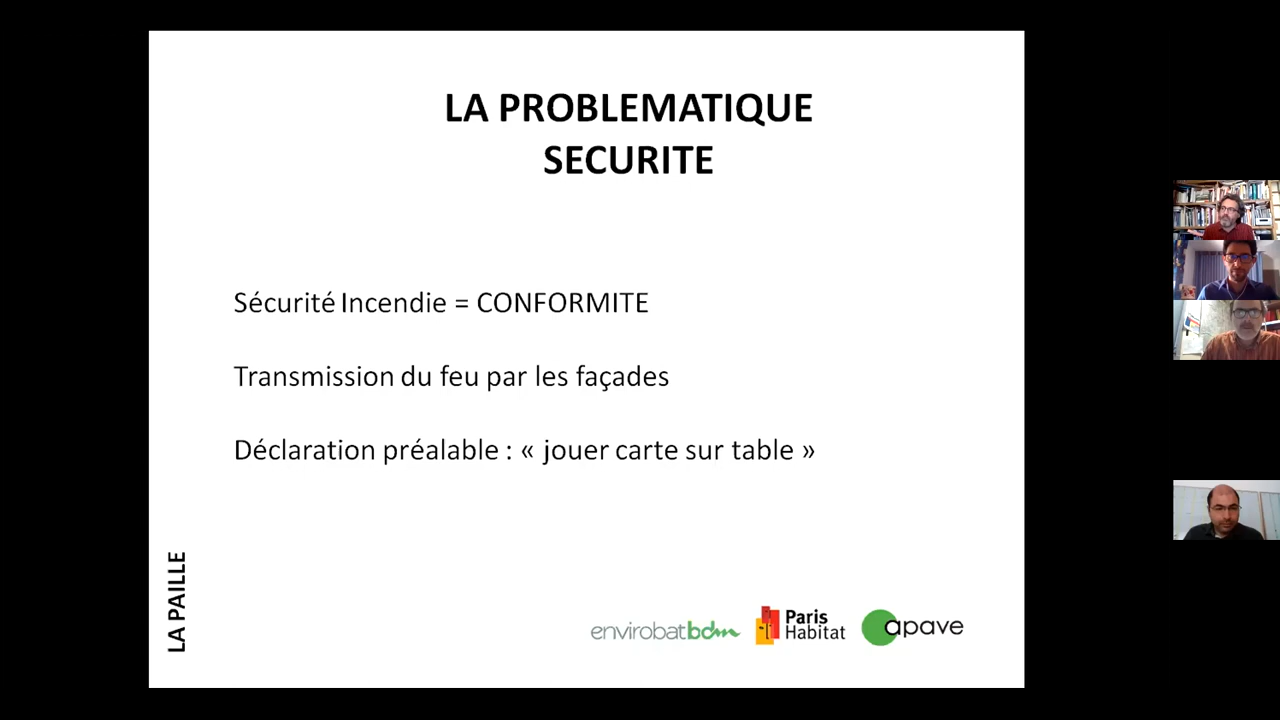 LA PROBLEMATIQUE
SECURITE
Sécurité Incendie = CONFORMITE
Transmission du feu par les façades
Déclaration préalable : « jouer carte sur table »
LA PAILLE
envirobatbdm
Paris
Habitat
apave